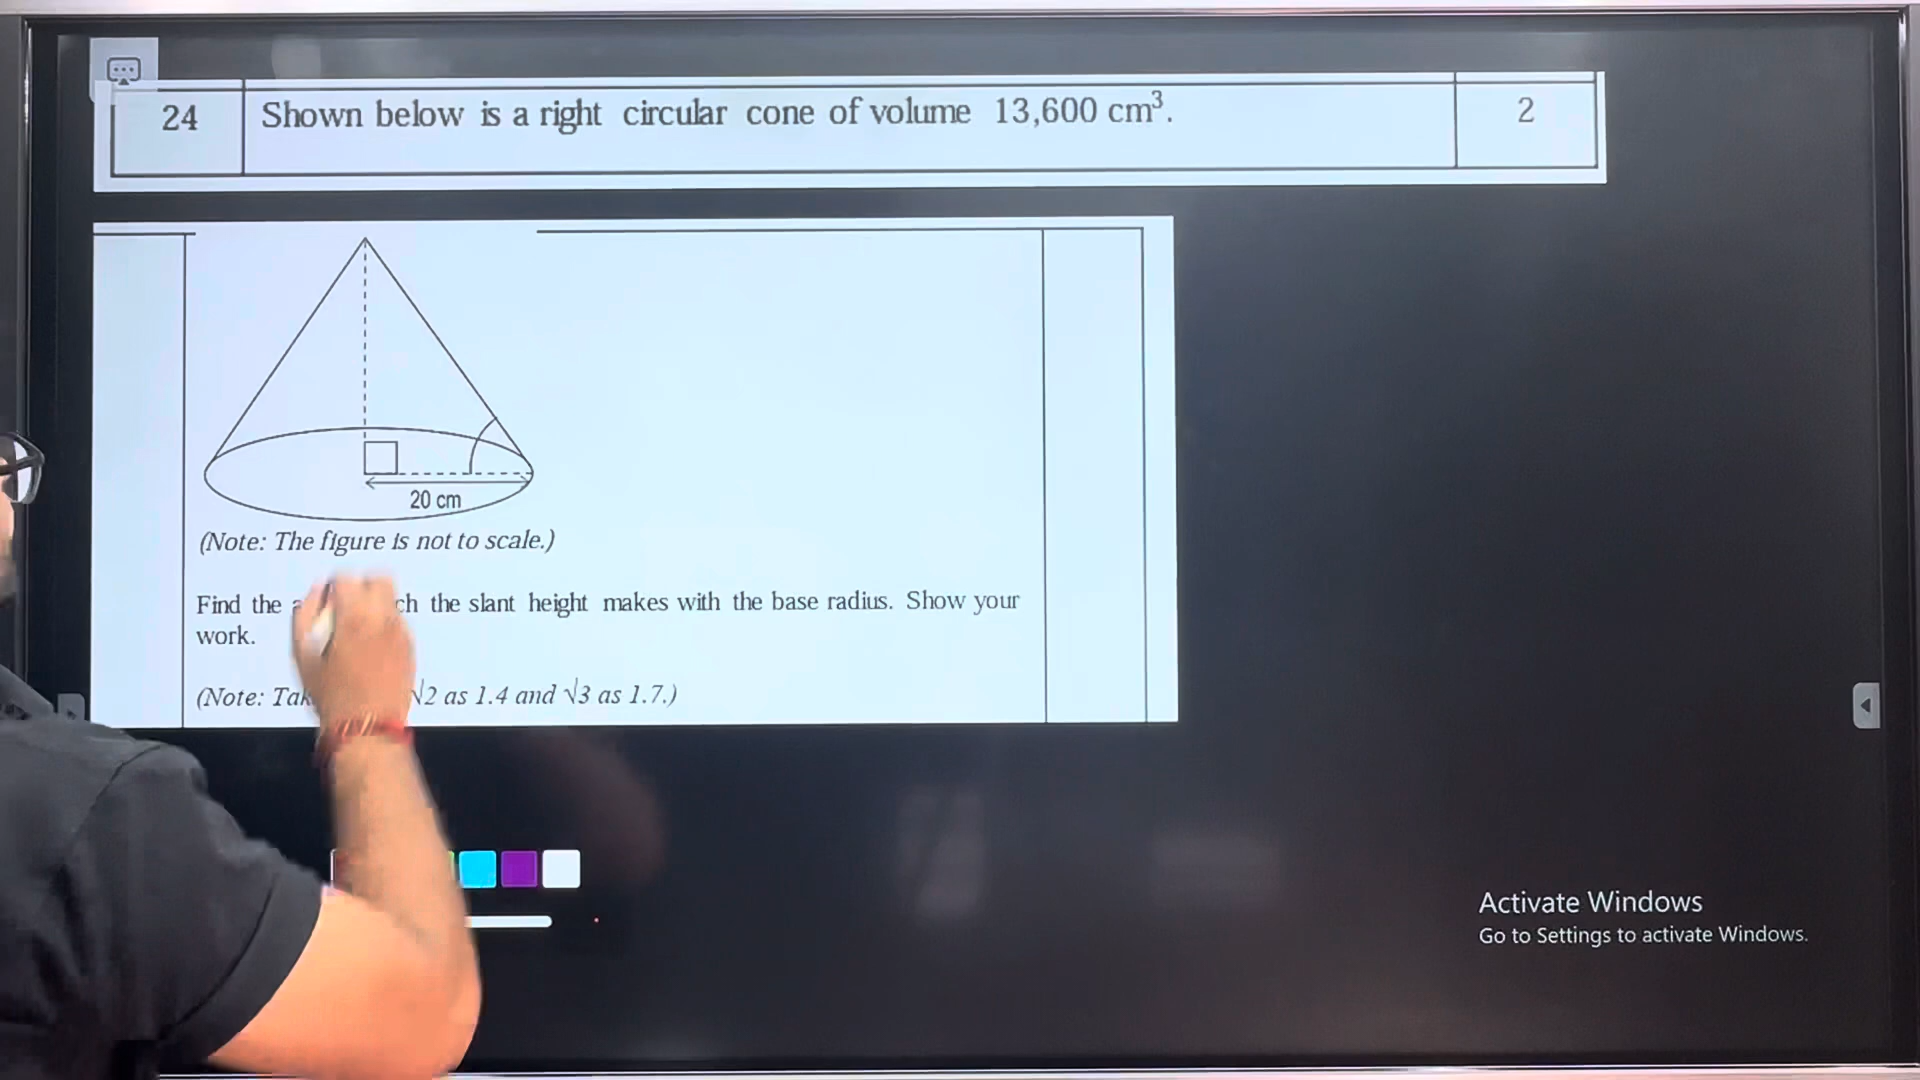 24 Shown below is a right circular cone of volume 13,600 cm³. 2
20 cm
(Note: The figure is not to scale.)
Find the the slant height makes with the base radius. Show your
work.
(Note: √2 as 1.4 and √3 as 1.7.)
Activate Windows
Go to Settings to activate Windows.